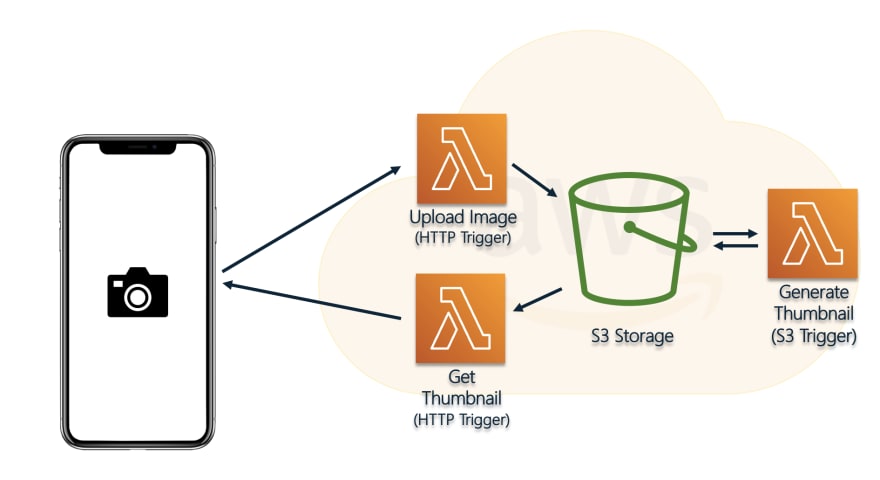 aws
Upload Image
(HTTP Trigger)
Get
Thumbnail
(HTTP Trigger)
S3 Storage
Generate
Thumbnail
(S3 Trigger)